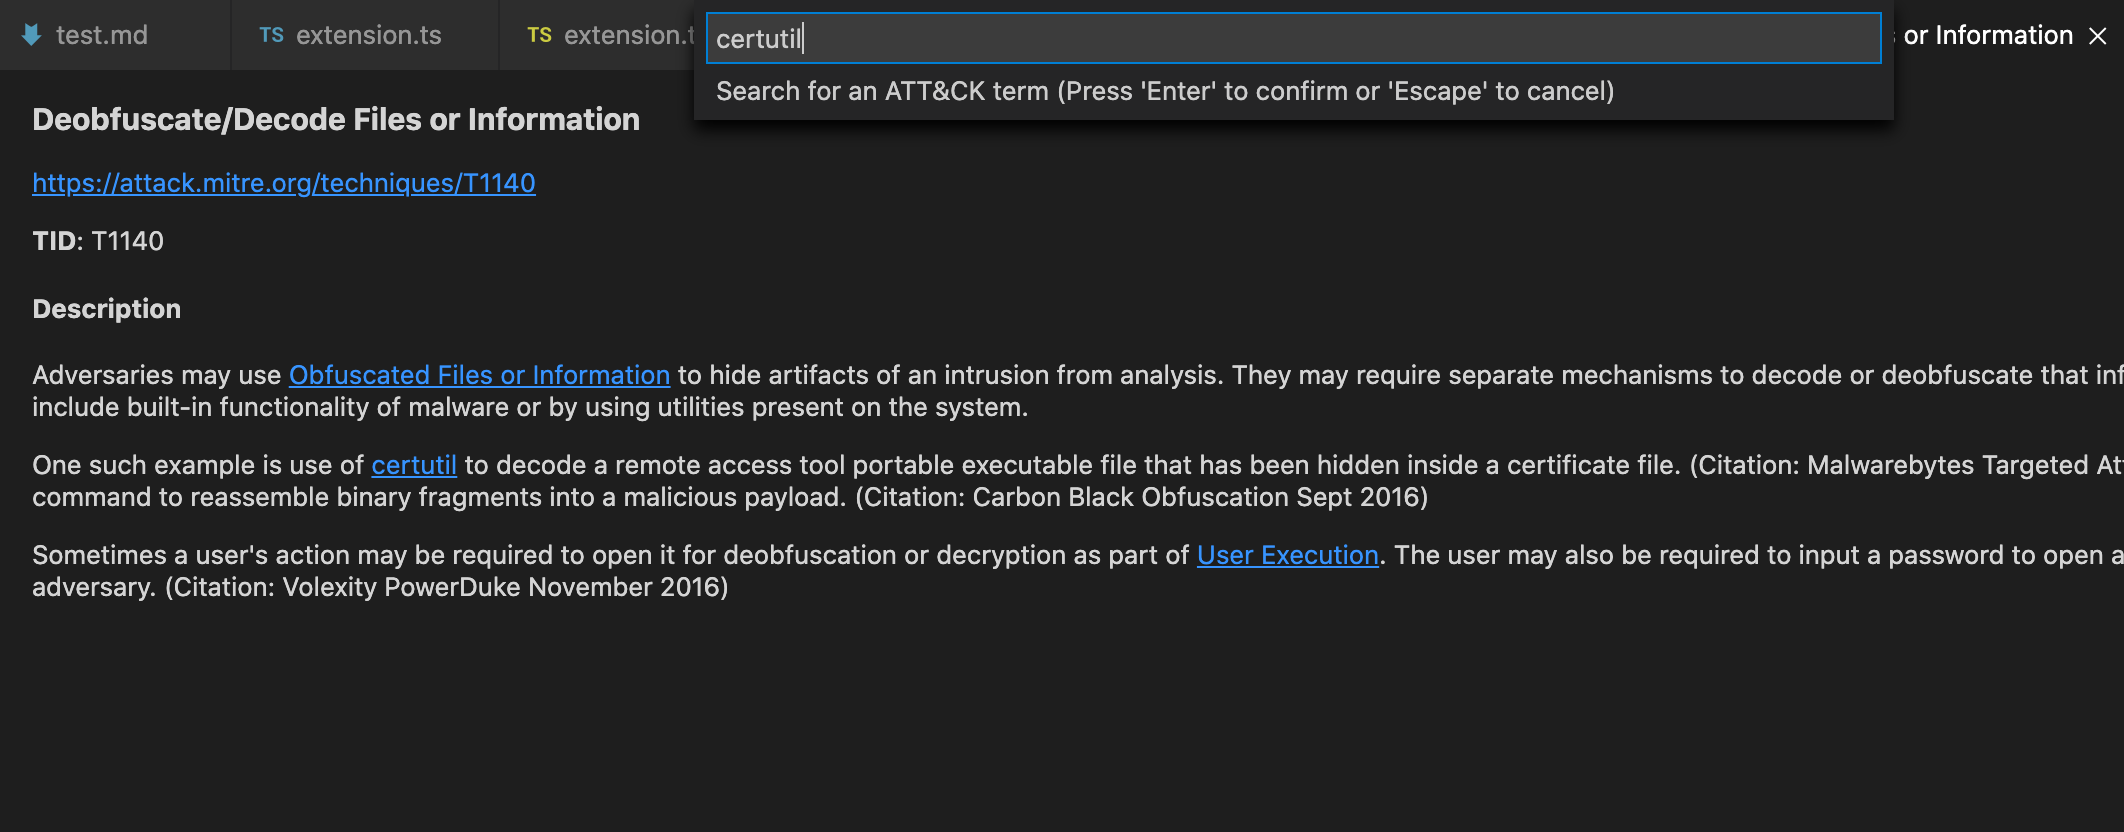 test.md
TS extension.ts
TS extension.t
certutil
or Information
Search for an ATT&CK term (Press 'Enter' to confirm or 'Escape' to cancel)
Deobfuscate/Decode Files or Information
https://attack.mitre.org/techniques/T1140
TID: T1140
Description
Adversaries may use Obfuscated Files or Information to hide artifacts of an intrusion from analysis. They may require separate mechanisms to decode or deobfuscate that inf
include built-in functionality of malware or by using utilities present on the system.
One such example is use of certutil to decode a remote access tool portable executable file that has been hidden inside a certificate file. (Citation: Malwarebytes Targeted At
command to reassemble binary fragments into a malicious payload. (Citation: Carbon Black Obfuscation Sept 2016)
Sometimes a user's action may be required to open it for deobfuscation or decryption as part of User Execution. The user may also be required to input a password to open a
adversary. (Citation: Volexity PowerDuke November 2016)